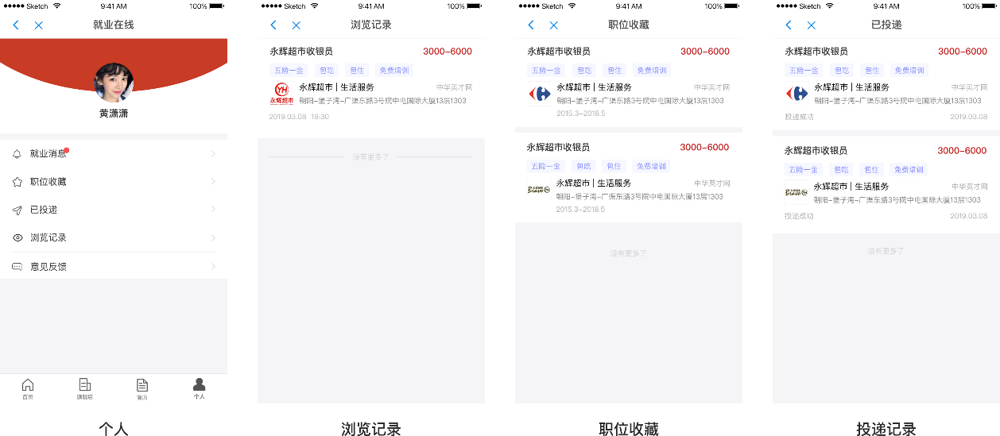 ●●●●● Sketch 9:41 AM 100%
就业在线
黄潇潇
就业消息
职位收藏
已投递
浏览记录
意见反馈
首页 旗舰店 简历 个人
个人
●●●●● Sketch 9:41 AM 100%
浏览记录
永辉超市收银员 3000-6000
五险一金 包吃 包住 免费培训
YH
永辉超市
永辉超市 | 生活服务 中华英才网
朝阳-堡子湾-广渠东路3号院中电国际大厦13层1303
2019.03.08 16:30
没有更多了
浏览记录
●●●●● Sketch 9:41 AM 100%
职位收藏
永辉超市收银员 3000-6000
五险一金 包吃 包住 免费培训
永辉超市 | 生活服务 中华英才网
朝阳-堡子湾-广渠东路3号院中电国际大厦13层1303
2015.3-2018.5
永辉超市收银员 3000-6000
五险一金 包吃 包住 免费培训
Bravo YH
永辉超市 | 生活服务 中华英才网
朝阳-堡子湾-广渠东路3号院中电国际大厦13层1303
2015.3-2018.5
没有更多了
职位收藏
●●●●● Sketch 9:41 AM 100%
已投递
永辉超市收银员 3000-6000
五险一金 包吃 包住 免费培训
永辉超市 | 生活服务 中华英才网
朝阳-堡子湾-广渠东路3号院中电国际大厦13层1303
投递成功 2019.03.08
永辉超市收银员 3000-6000
五险一金 包吃 包住 免费培训
Bravo YH
永辉超市 | 生活服务 中华英才网
朝阳-堡子湾-广渠东路3号院中电国际大厦13层1303
投递成功 2019.03.08
没有更多了
投递记录